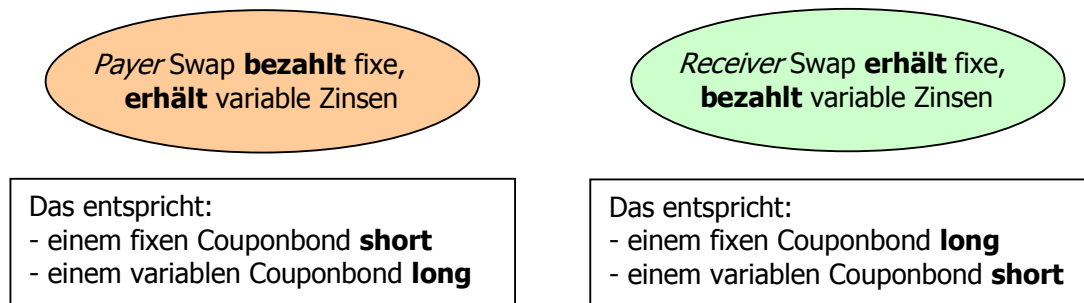 Payer Swap bezahlt fixe,
erhält variable Zinsen
Das entspricht:
- einem fixen Couponbond short
- einem variablen Couponbond long
Receiver Swap erhält fixe,
bezahlt variable Zinsen
Das entspricht:
- einem fixen Couponbond long
- einem variablen Couponbond short